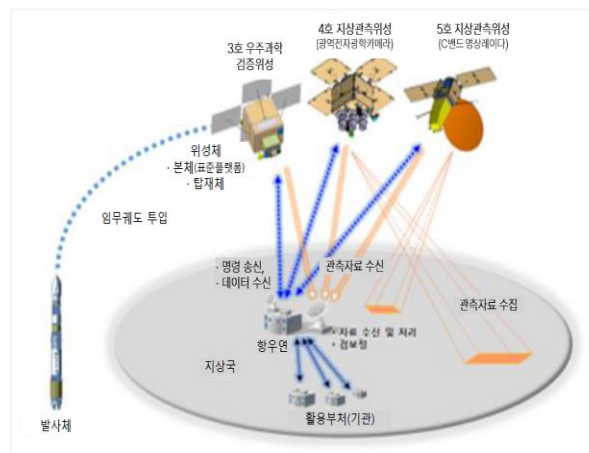 3호 우주과학
검증위성
4호 지상관측위성
(광역전자광학카메라)
5호 지상관측위성
(C밴드 영상레이다)
위성체
· 본체(표준플랫폼)
· 탑재체
임무궤도 투입
· 명령 송신,
· 데이터 수신
관측자료 수신
관측자료 수집
· 자료 수신 및 처리
· 검보정
항우연
지상국
활용부처(기관)
발사체